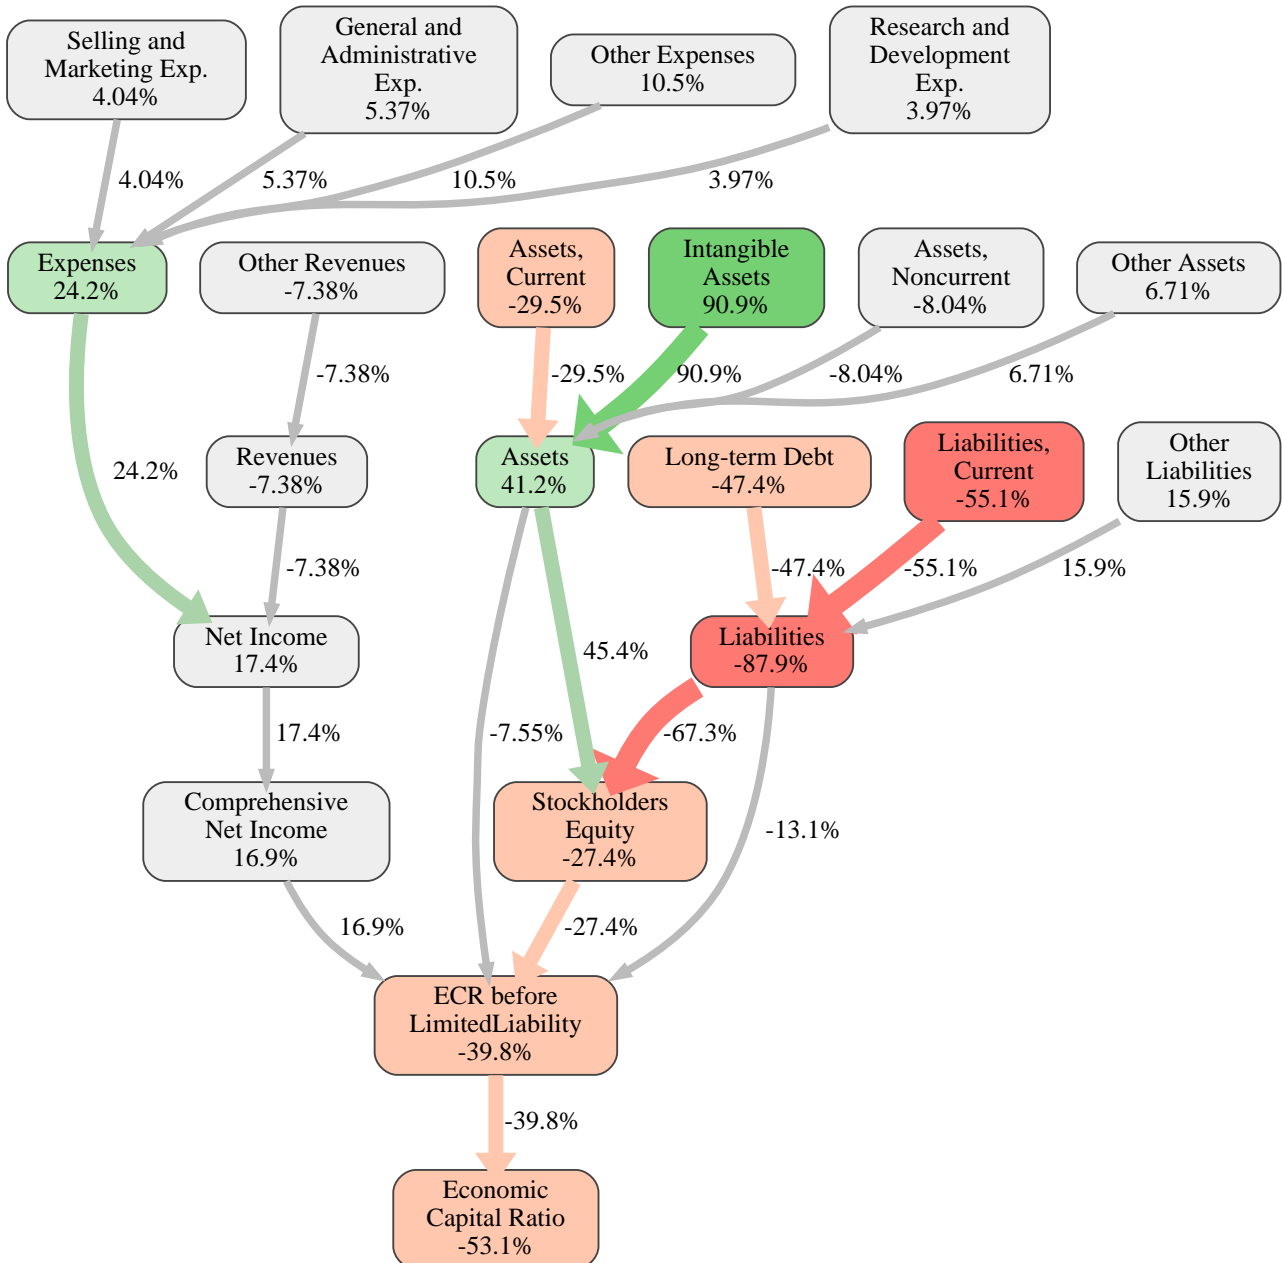 Selling and
Marketing Exp.
4.04%
General and
Administrative
Exp.
5.37%
Other Expenses
10.5%
Research and
Development
Exp.
3.97%
4.04%
5.37%
10.5%
3.97%
Expenses
24.2%
Other Revenues
-7.38%
Assets,
Current
-29.5%
Intangible
Assets
90.9%
Assets,
Noncurrent
-8.04%
Other Assets
6.71%
-7.38%
-29.5%
90.9%
-8.04%
6.71%
24.2%
Revenues
-7.38%
Assets
41.2%
Long-term Debt
-47.4%
Liabilities,
Current
-55.1%
Other
Liabilities
15.9%
-7.38%
-47.4%
-55.1%
15.9%
Net Income
17.4%
45.4%
Liabilities
-87.9%
17.4%
-7.55%
-67.3%
Comprehensive
Net Income
16.9%
Stockholders
Equity
-27.4%
-13.1%
16.9%
-27.4%
ECR before
LimitedLiability
-39.8%
-39.8%
Economic
Capital Ratio
-53.1%